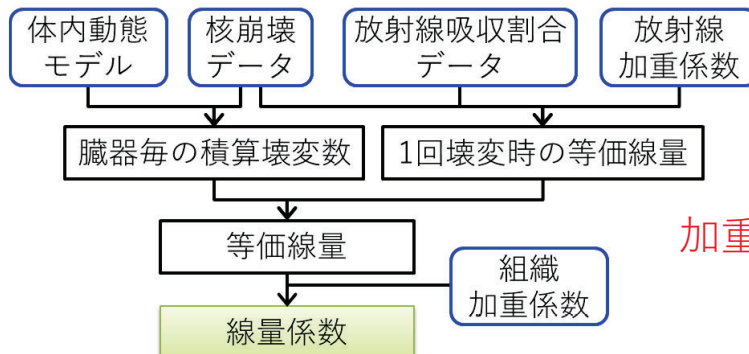 体内動態
モデル
核崩壊
データ
放射線吸収割合
データ
放射線
加重係数
臓器毎の積算壊変数
1回壊変時の等価線量
等価線量
加重
組織
加重係数
線量係数